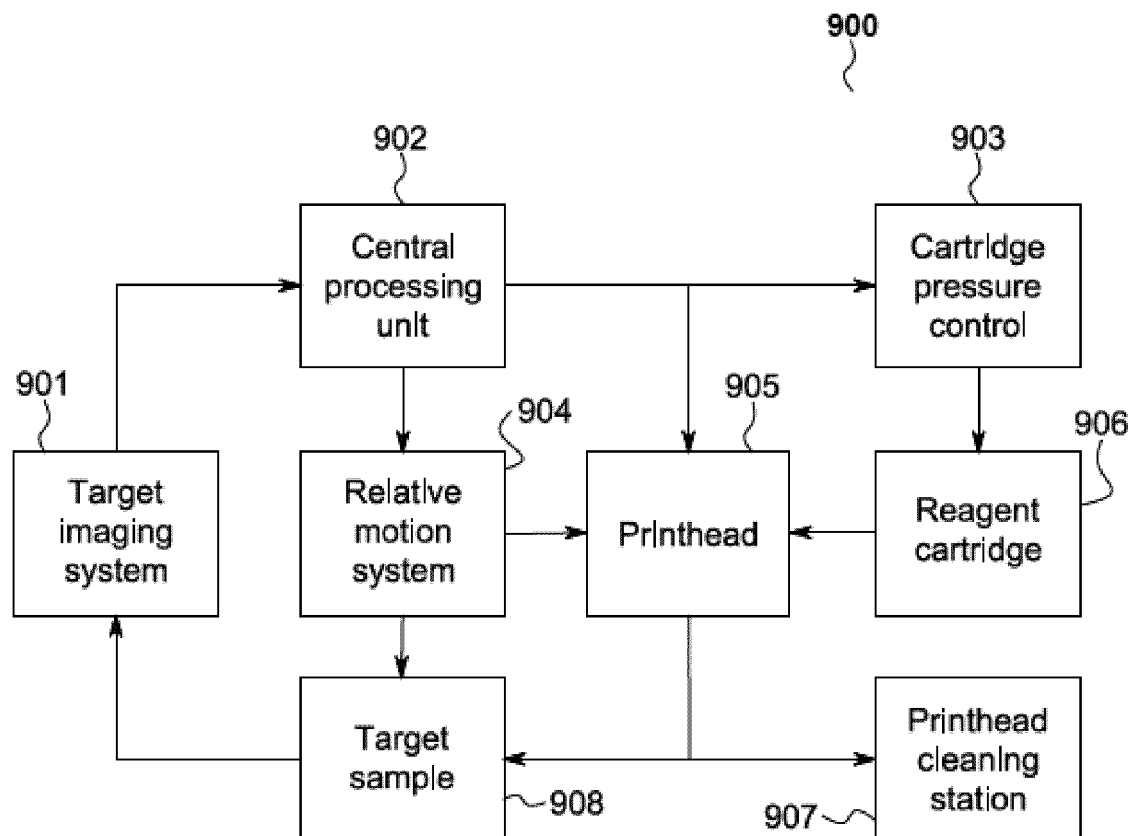 900
902
903
Central
processing
unit
Cartridge
pressure
control
901
904
905
906
Target
imaging
system
Relative
motion
system
Printhead
Reagent
cartridge
Target
sample
Printhead
cleaning
station
908
907